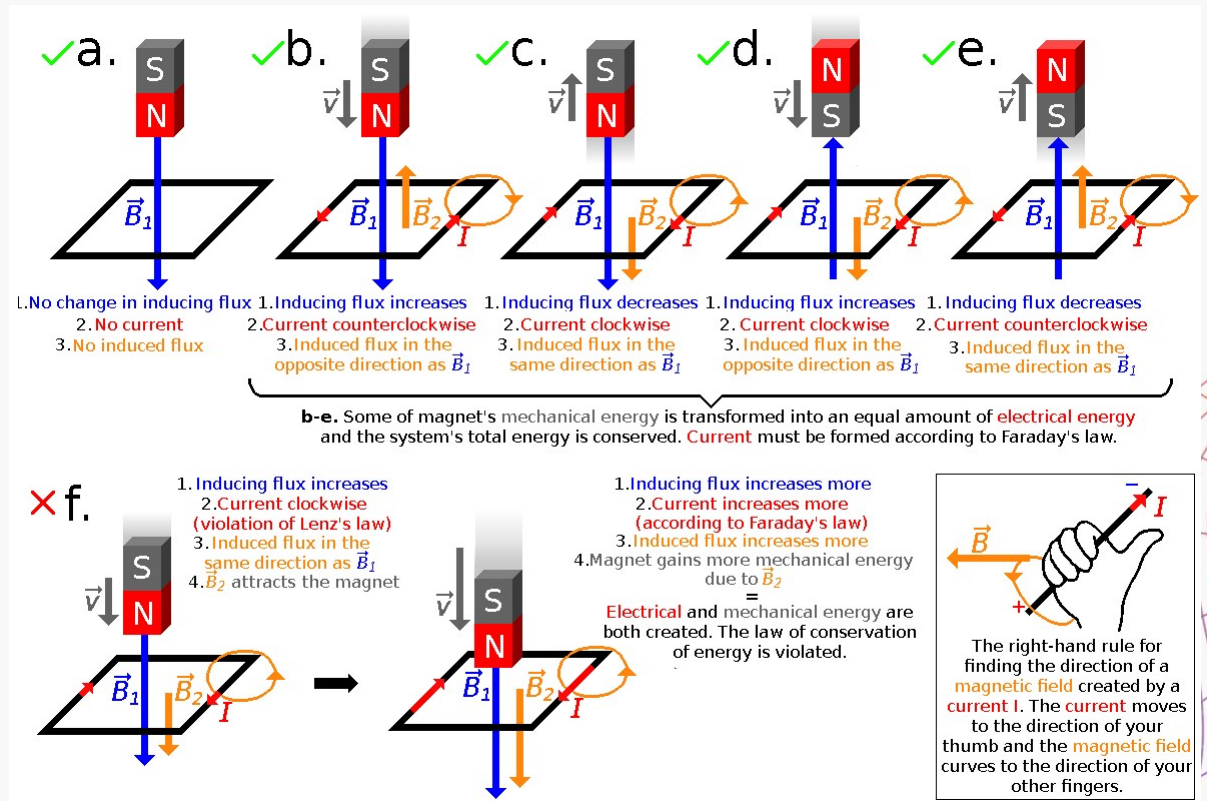 a.
S
N
B₁
1.No change in inducing flux
2.No current
3.No induced flux
b.
S
N
v
B₁
B₂
I
1.Inducing flux increases
2.Current counterclockwise
3.Induced flux in the
opposite direction as B₁
c.
S
N
v
B₁
B₂
I
1.Inducing flux decreases
2.Current clockwise
3.Induced flux in the
same direction as B₁
d.
N
S
v
B₁
B₂
I
1.Inducing flux increases
2.Current clockwise
3.Induced flux in the
opposite direction as B₁
e.
N
S
v
B₁
B₂
I
1.Inducing flux decreases
2.Current counterclockwise
3.Induced flux in the
same direction as B₁
b-e. Some of magnet's mechanical energy is transformed into an equal amount of electrical energy
and the system's total energy is conserved. Current must be formed according to Faraday's law.
f.
S
N
v
B₁
B₂
I
1.Inducing flux increases
2.Current clockwise
(violation of Lenz's law)
3.Induced flux in the
same direction as B₁
4.B₂ attracts the magnet
S
N
v
B₁
B₂
I
1.Inducing flux increases more
2.Current increases more
(according to Faraday's law)
3.Induced flux increases more
4.Magnet gains more mechanical energy
due to B₂
=
Electrical and mechanical energy are
both created. The law of conservation
of energy is violated.
B
I
-
+
The right-hand rule for
finding the direction of a
magnetic field created by a
current I. The current moves
to the direction of your
thumb and the magnetic field
curves to the direction of your
other fingers.